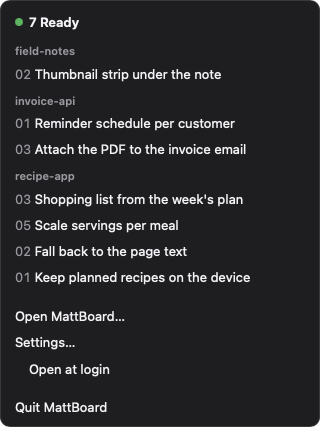 7 Ready
field-notes
02 Thumbnail strip under the note
invoice-api
01 Reminder schedule per customer
03 Attach the PDF to the invoice email
recipe-app
03 Shopping list from the week's plan
05 Scale servings per meal
02 Fall back to the page text
01 Keep planned recipes on the device
Open MattBoard...
Settings...
Open at login
Quit MattBoard